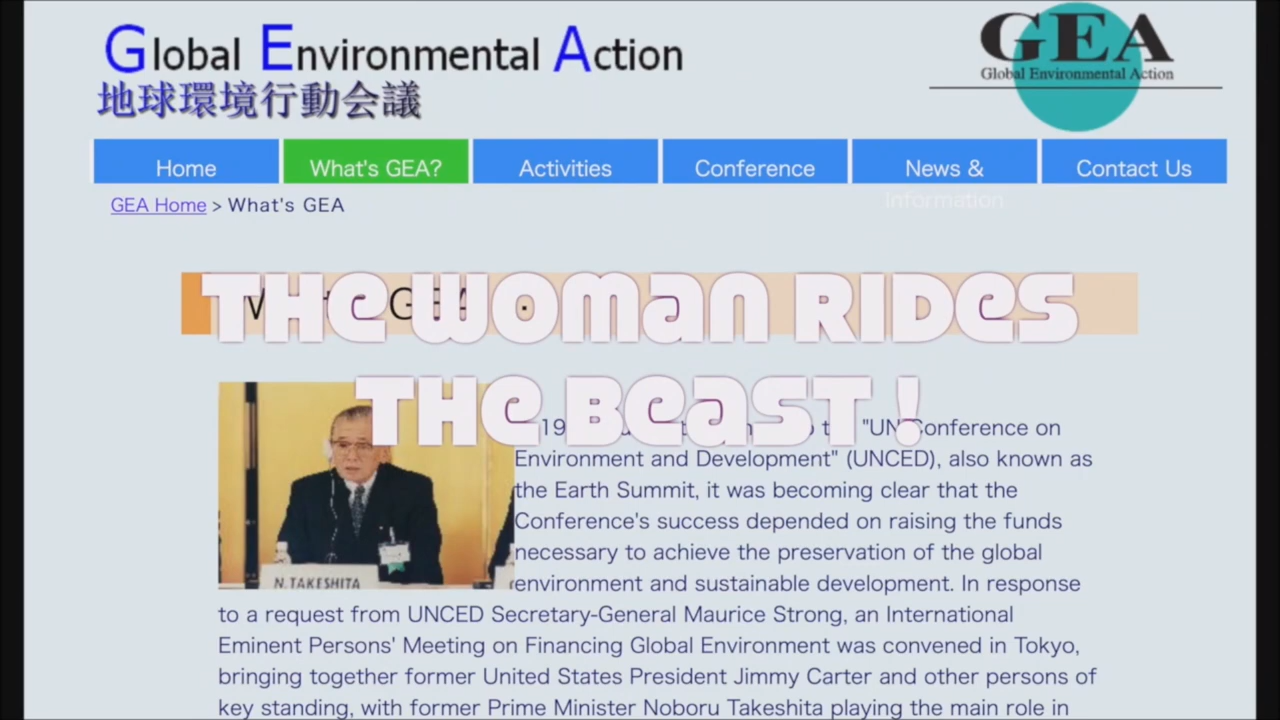 Global Environmental Action
地球環境行動会議
GEA
Global Environmental Action
Home
What's GEA?
Activities
Conference
News &
Information
Contact Us
GEA Home > What's GEA
THE WOMAN RIDES
THE BEAST !
"UN Conference on
Environment and Development" (UNCED), also known as
the Earth Summit, it was becoming clear that the
Conference's success depended on raising the funds
necessary to achieve the preservation of the global
environment and sustainable development. In response
N.TAKESHITA
to a request from UNCED Secretary-General Maurice Strong, an International
Eminent Persons' Meeting on Financing Global Environment was convened in Tokyo,
bringing together former United States President Jimmy Carter and other persons of
key standing, with former Prime Minister Noboru Takeshita playing the main role in